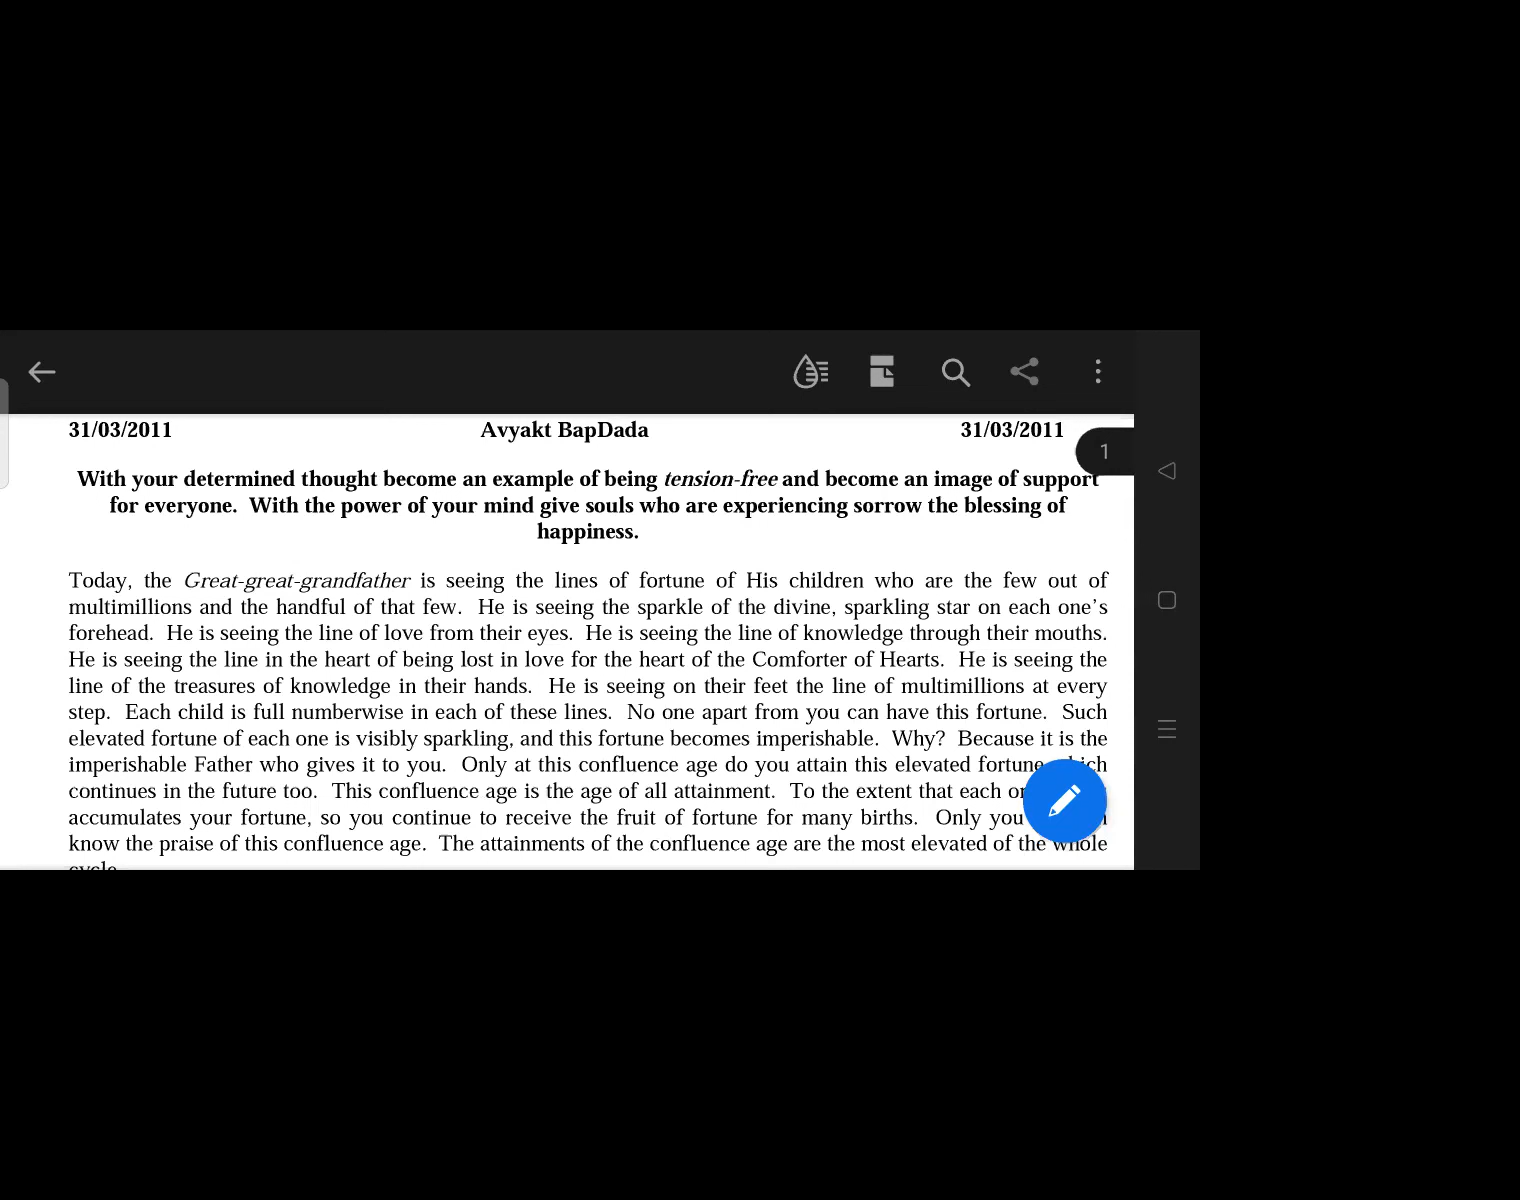 31/03/2011 Avyakt BapDada 31/03/2011
1
With your determined thought become an example of being tension-free and become an image of support
for everyone. With the power of your mind give souls who are experiencing sorrow the blessing of
happiness.
Today, the Great-great-grandfather is seeing the lines of fortune of His children who are the few out of
multimillions and the handful of that few. He is seeing the sparkle of the divine, sparkling star on each one's
forehead. He is seeing the line of love from their eyes. He is seeing the line of knowledge through their mouths.
He is seeing the line in the heart of being lost in love for the heart of the Comforter of Hearts. He is seeing the
line of the treasures of knowledge in their hands. He is seeing on their feet the line of multimillions at every
step. Each child is full numberwise in each of these lines. No one apart from you can have this fortune. Such
elevated fortune of each one is visibly sparkling, and this fortune becomes imperishable. Why? Because it is the
imperishable Father who gives it to you. Only at this confluence age do you attain this elevated fortune which
continues in the future too. This confluence age is the age of all attainment. To the extent that each
accumulates your fortune, so you continue to receive the fruit of fortune for many births. Only you
know the praise of this confluence age. The attainments of the confluence age are the most elevated of the whole
cycle.